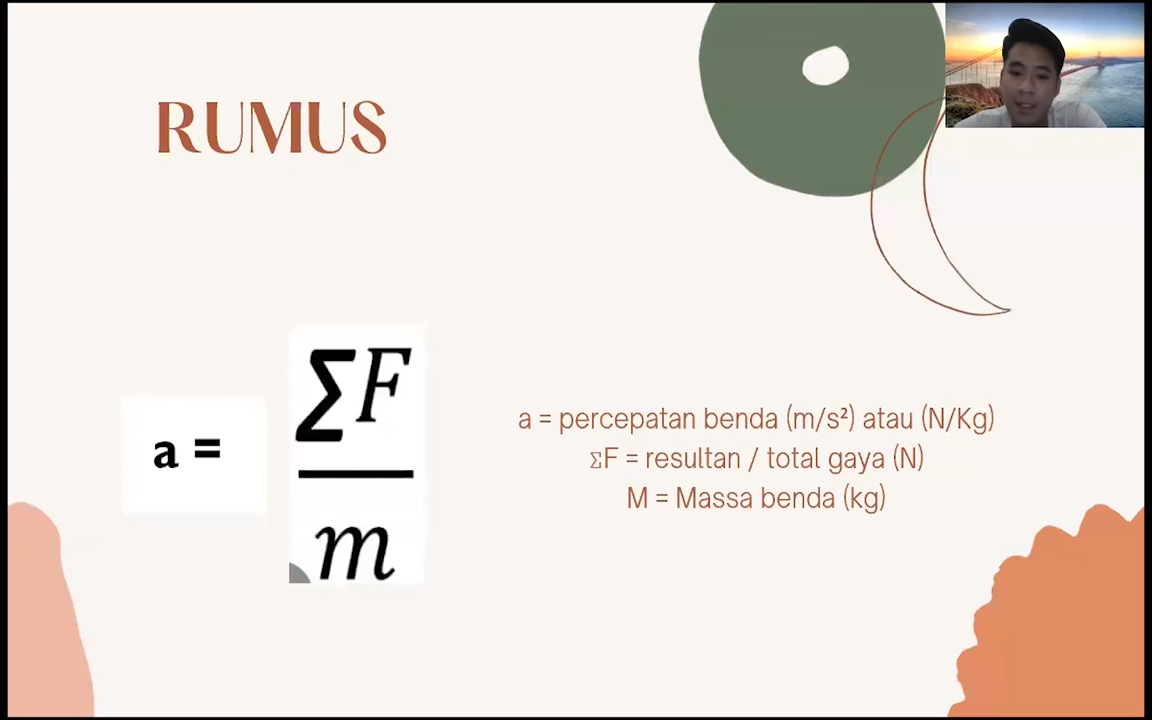 RUMUS
a =
ΣF
m
a = percepatan benda (m/s²) atau (N/Kg)
ΣF = resultan / total gaya (N)
M = Massa benda (kg)